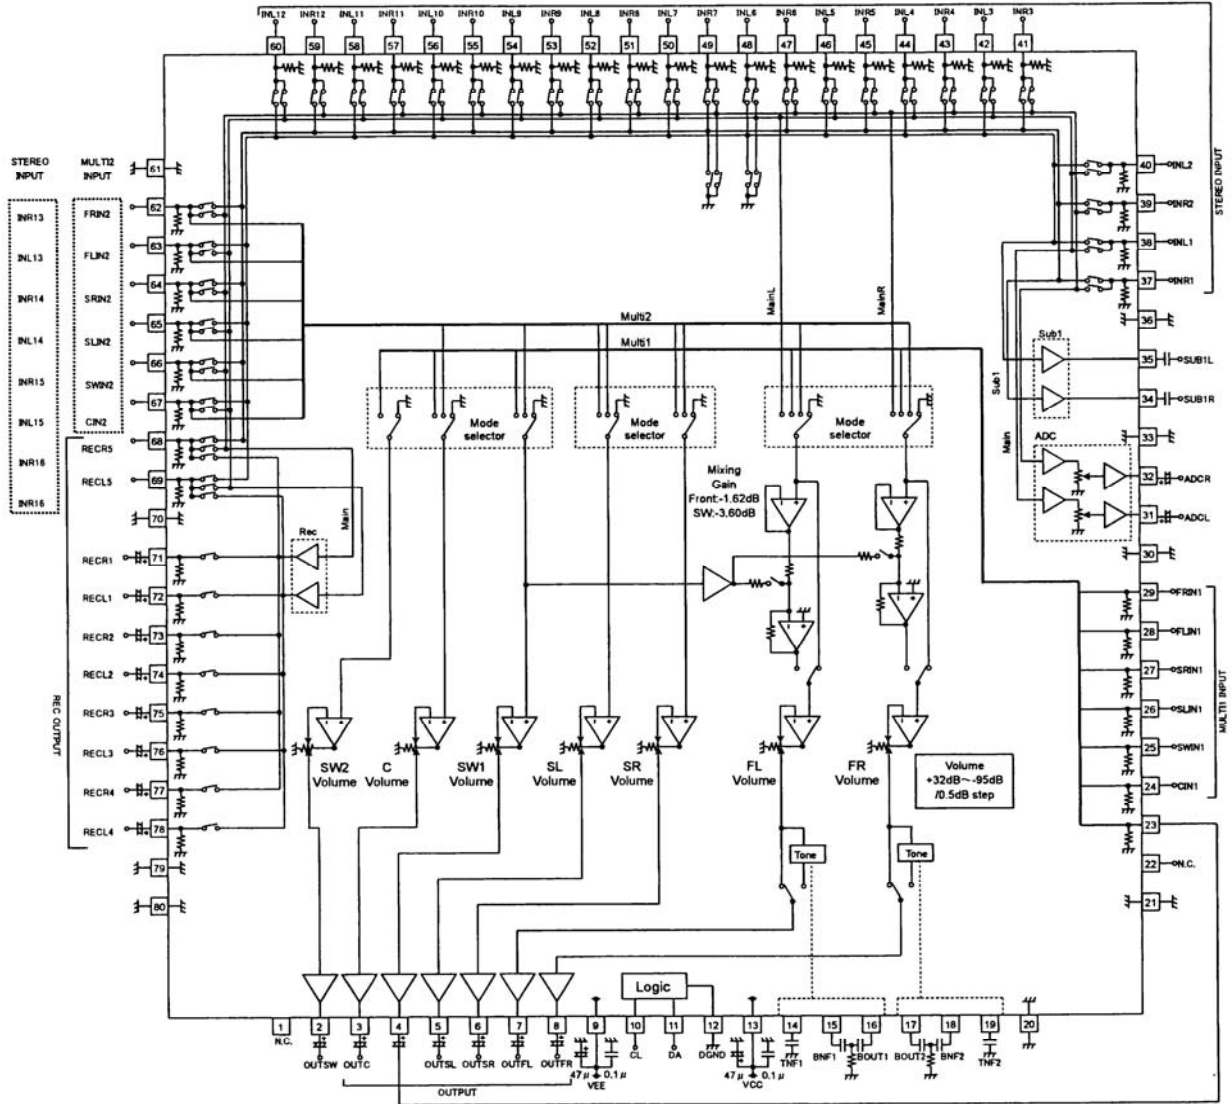 INL12 INR12 INL11 INR11 INL10 INR10 INL9 INR9 INL8 INR8 INL7 INR7 INL6 INR6 INL5 INR5 INL4 INR4 INL3 INR3
60 59 58 57 56 55 54 53 52 51 50 49 48 47 46 45 44 43 42 41
STEREO INPUT
MULTI2 INPUT
61
62 FRIN2 INR13
63 FLIN2 INL13
64 SRIN2 INR14
65 SLIN2 INL14
66 SWIN2 INR15
67 CIN2 INL15
68 RECR5 INR16
69 RECL5 INR16
70
71 RECR1
72 RECL1
73 RECR2
74 RECL2
75 RECR3
76 RECL3
77 RECR4
78 RECL4
79
80
REC OUTPUT
Main
Rec
40 INL2
39 INR2
38 INL1
37 INR1
STEREO INPUT
36
35 SUB1L
34 SUB1R
33
32 ADCR
31 ADCL
30
29 FRIN1
28 FLIN1
27 SRIN1
26 SLIN1
25 SWIN1
24 CIN1
MULTI1 INPUT
23
22 N.C.
21
Sub1
Sub1
Main
ADC
MainL
MainR
Multi2
Multi1
Mode selector
Mode selector
Mode selector
Mixing
Gain
Front:-1.62dB
SW:-3.60dB
SW2 Volume
C Volume
SW1 Volume
SL Volume
SR Volume
FL Volume
FR Volume
Volume
+32dB～-95dB
/0.5dB step
Tone
Tone
Logic
1 2 3 4 5 6 7 8 9 10 11 12 13 14 15 16 17 18 19 20
N.C. OUTSW OUTC OUTSL OUTSR OUTFL OUTFR
OUTPUT
47μ 0.1μ
VEE
CL DA DGND
47μ 0.1μ
VCC
TNF1 BNF1 BOUT1 BOUT2 BNF2 TNF2